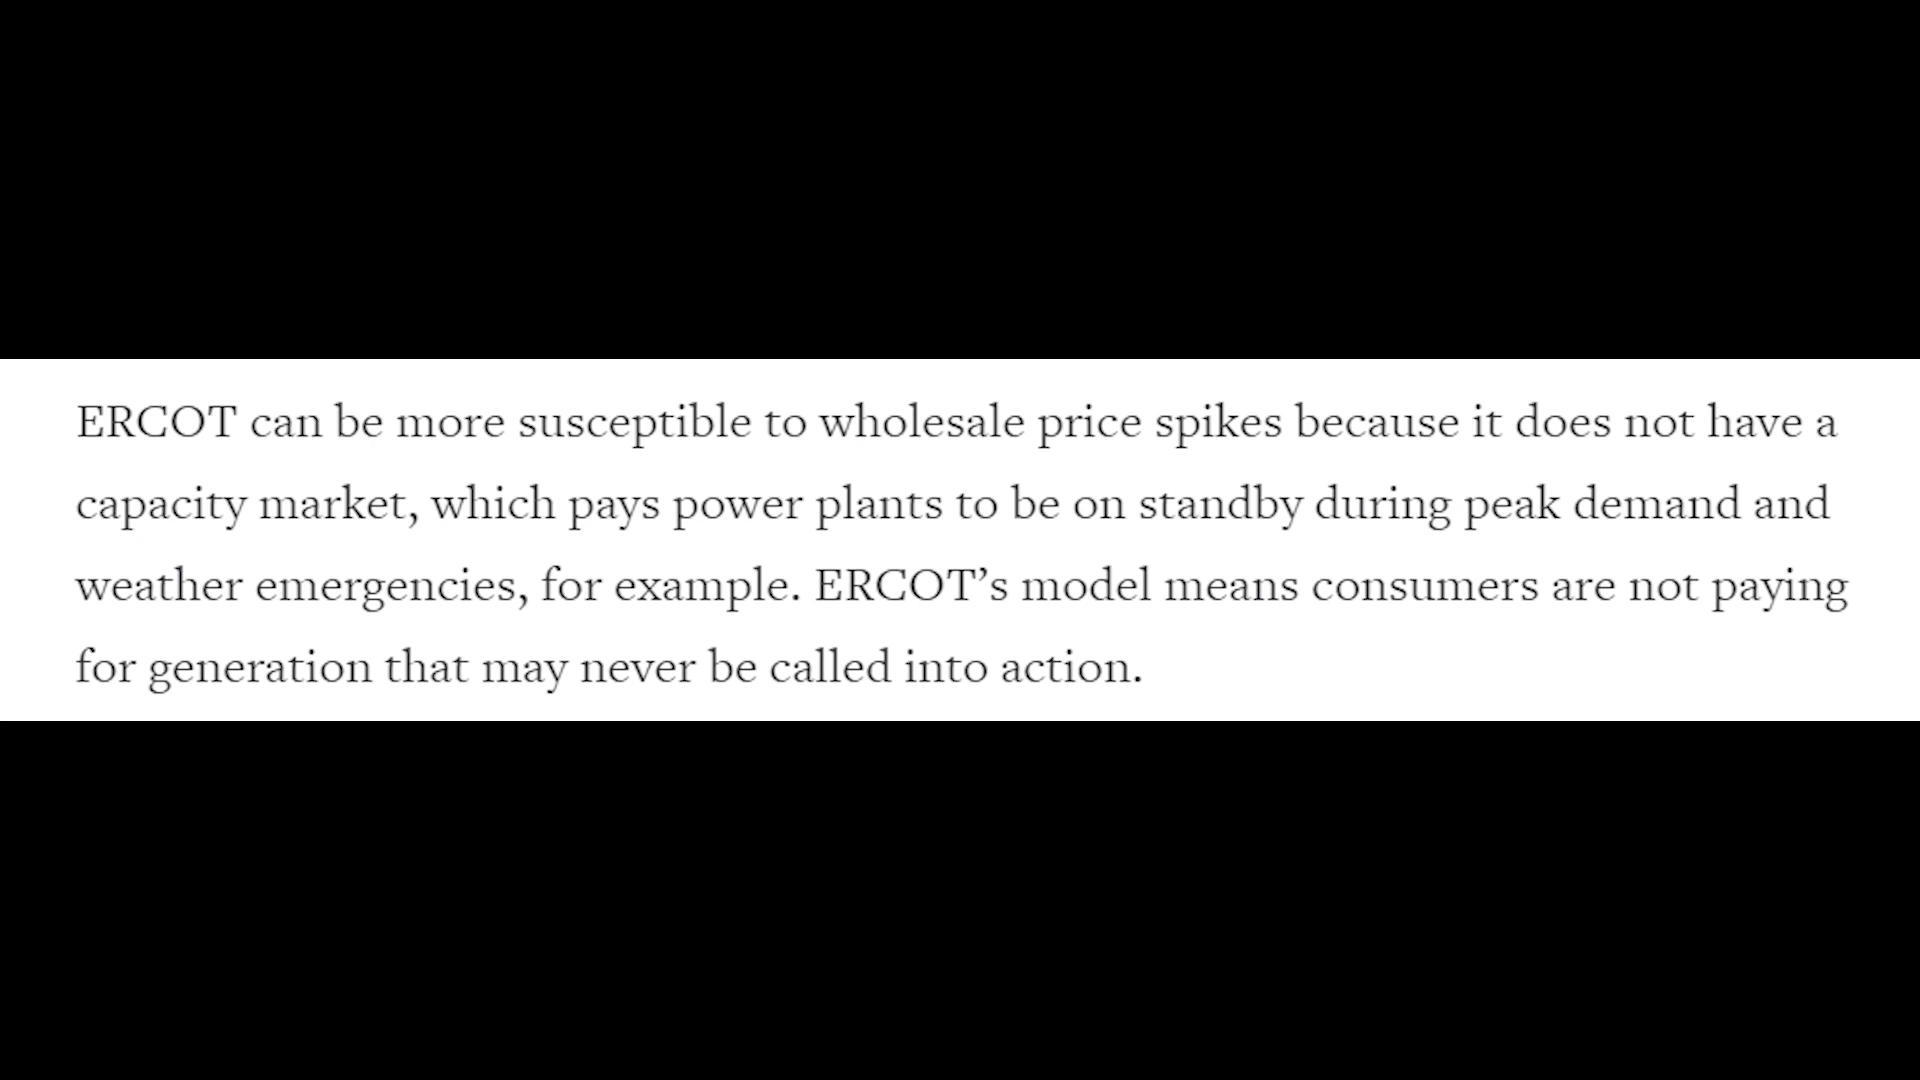 ERCOT can be more susceptible to wholesale price spikes because it does not have a
capacity market, which pays power plants to be on standby during peak demand and
weather emergencies, for example. ERCOT’s model means consumers are not paying
for generation that may never be called into action.